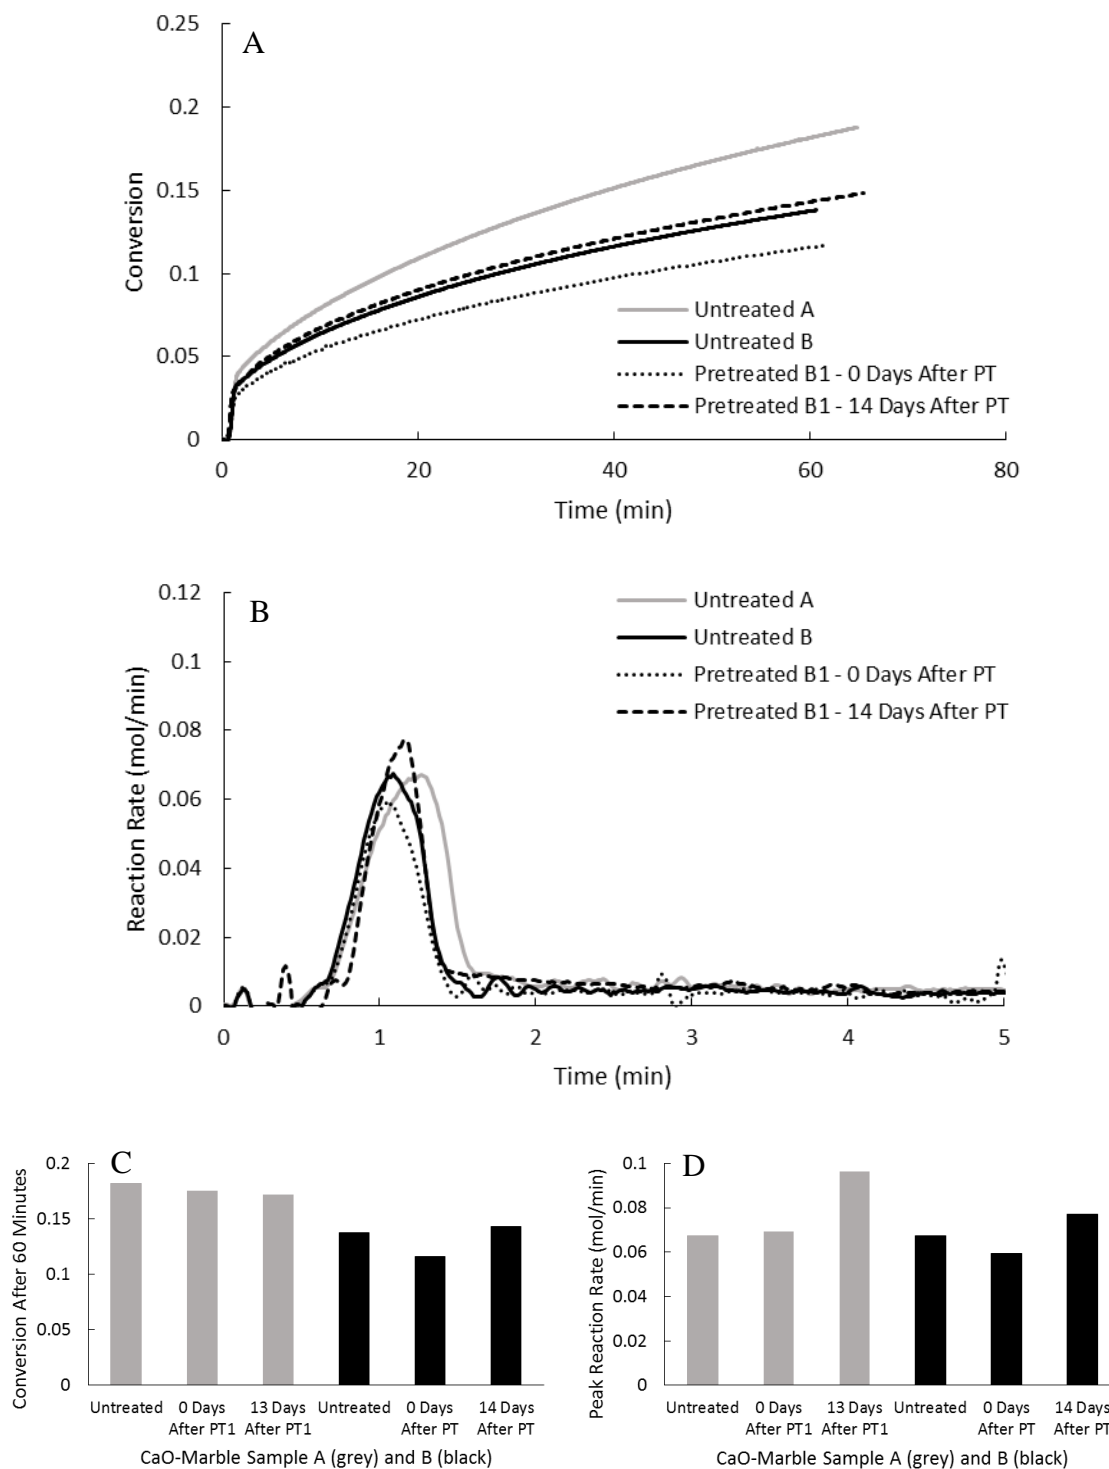 A
0.25
0.2
0.15
0.1
0.05
0
Conversion
0 20 40 60 80
Time (min)
Untreated A
Untreated B
Pretreated B1 - 0 Days After PT
Pretreated B1 - 14 Days After PT
B
0.12
0.1
0.08
0.06
0.04
0.02
0
Reaction Rate (mol/min)
0 1 2 3 4 5
Time (min)
Untreated A
Untreated B
Pretreated B1 - 0 Days After PT
Pretreated B1 - 14 Days After PT
C
0.2
0.15
0.1
0.05
0
Conversion After 60 Minutes
Untreated 0 Days 13 Days Untreated 0 Days 14 Days
After PT1 After PT1 After PT After PT
CaO-Marble Sample A (grey) and B (black)
D
0.1
0.08
0.06
0.04
0.02
0
Peak Reaction Rate (mol/min)
Untreated 0 Days 13 Days Untreated 0 Days 14 Days
After PT1 After PT1 After PT After PT
CaO-Marble Sample A (grey) and B (black)